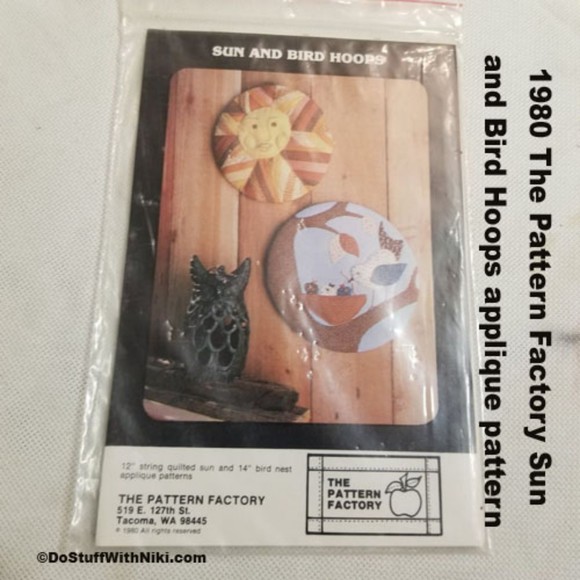 SUN AND BIRD HOOPS
12" string quilted sun and 14" bird nest
applique patterns
THE PATTERN FACTORY
519 E. 127th St.
Tacoma, WA 98445
© 1980 All rights reserved
THE
PATTERN
FACTORY
1980 The Pattern Factory Sun
and Bird Hoops applique pattern
©DoStuffWithNiki.com